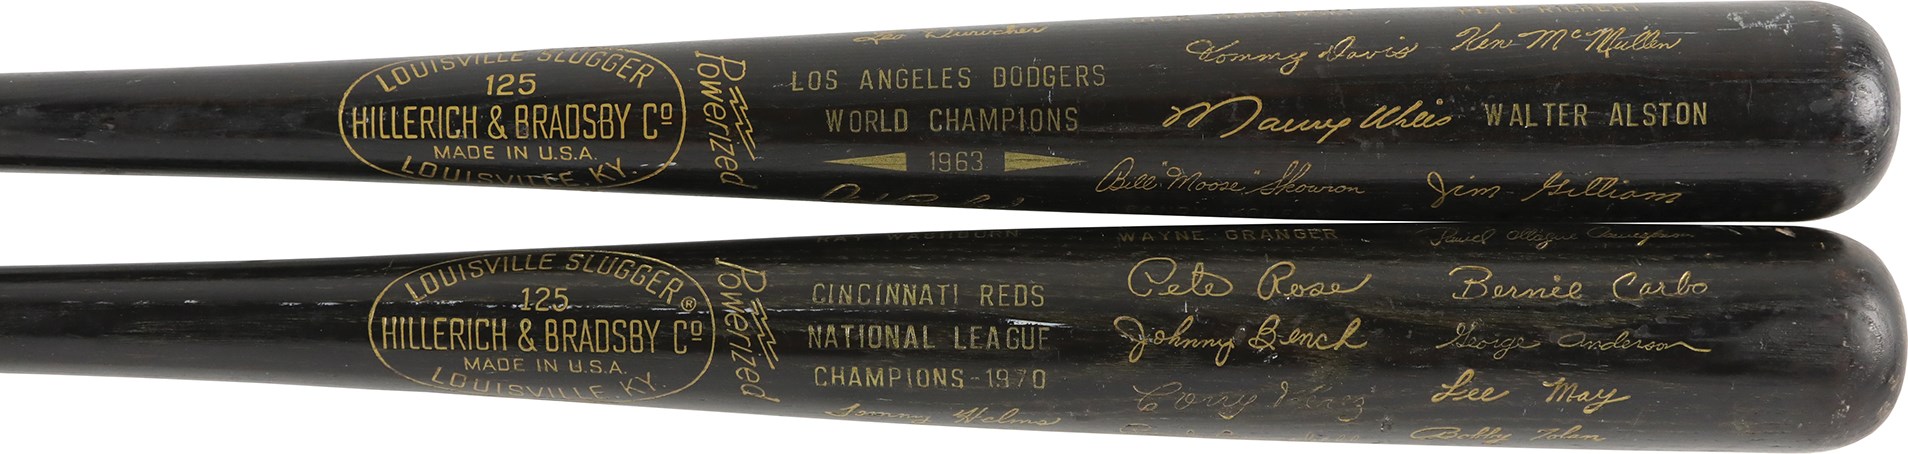 LOUISVILLE SLUGGER
125
HILLERICH & BRADSBY Cº
MADE IN U.S.A.
LOUISVILLE, KY.
Powerized
Leo Durocher
LOS ANGELES DODGERS
WORLD CHAMPIONS
1963
Tommy Davis
Ken McMullen
Maury Wills
WALTER ALSTON
Bill "Moose" Skowron
Jim Gilliam
LOUISVILLE SLUGGER®
125
HILLERICH & BRADSBY Cº
MADE IN U.S.A.
LOUISVILLE, KY.
Powerized
RAY WASHBURN
WAYNE GRANGER
CINCINNATI REDS
NATIONAL LEAGUE
CHAMPIONS-1970
Tommy Helms
Pete Rose
Bernie Carbo
Johnny Bench
George Anderson
Tony Perez
Lee May
Bobby Tolan